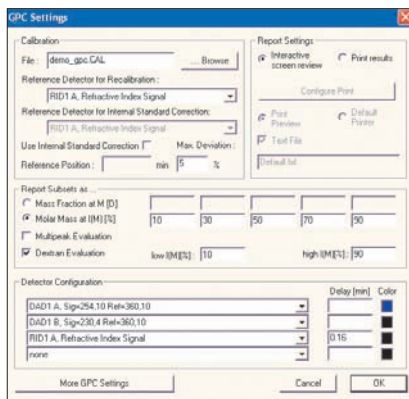 GPC Settings
Calibration
File : demo_gpc.CAL ... Browse
Reference Detector for Recalibration :
RID1 A, Refractive Index Signal
Reference Detector for Internal Standard Correction:
RID1 A, Refractive Index Signal
Use Internal Standard Correction Max. Deviation :
Reference Position : min 5 %
Report Settings
Interactive screen review Print results
Configure Print
Print Preview Default Printer
Text File
Default.txt
Report Subsets as ...
Mass Fraction at M [D]
Molar Mass at I(M) [%] 10 30 50 70 90
Multipeak Evaluation
Dextran Evaluation low I(M)[%]: 10 high I(M)[%]: 90
Detector Configuration
Delay [min] Color
DAD1 A, Sig=254,10 Ref=360,10
DAD1 B, Sig=230,4 Ref=360,10
RID1 A, Refractive Index Signal 0.16
none
More GPC Settings Cancel OK